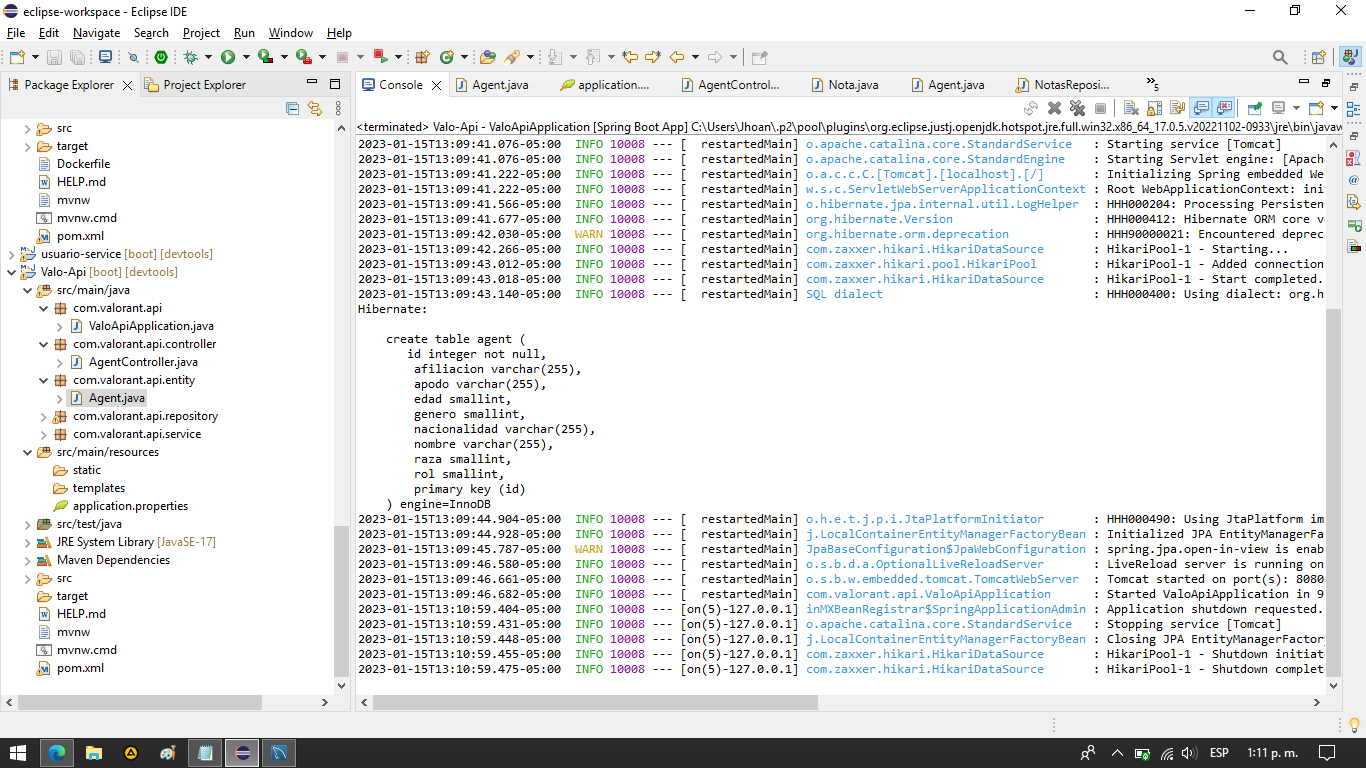 eclipse-workspace - Eclipse IDE
File Edit Navigate Search Project Run Window Help
Package Explorer Project Explorer
Console Agent.java application.... AgentControl... Nota.java Agent.java NotasReposi... »5
<terminated> Valo-Api - ValoApiApplication [Spring Boot App] C:\Users\Jhoan\.p2\pool\plugins\org.eclipse.justj.openjdk.hotspot.jre.full.win32.x86_64_17.0.5.v20221102-0933\jre\bin\javaw
src
target
Dockerfile
HELP.md
mvnw
mvnw.cmd
pom.xml
usuario-service [boot] [devtools]
Valo-Api [boot] [devtools]
src/main/java
com.valorant.api
ValoApiApplication.java
com.valorant.api.controller
AgentController.java
com.valorant.api.entity
Agent.java
com.valorant.api.repository
com.valorant.api.service
src/main/resources
static
templates
application.properties
src/test/java
JRE System Library [JavaSE-17]
Maven Dependencies
src
target
HELP.md
mvnw
mvnw.cmd
pom.xml
2023-01-15T13:09:41.076-05:00 INFO 10008 --- [ restartedMain] o.apache.catalina.core.StandardService : Starting service [Tomcat]
2023-01-15T13:09:41.076-05:00 INFO 10008 --- [ restartedMain] o.apache.catalina.core.StandardEngine : Starting Servlet engine: [Apach
2023-01-15T13:09:41.222-05:00 INFO 10008 --- [ restartedMain] o.a.c.c.C.[Tomcat].[localhost].[/] : Initializing Spring embedded We
2023-01-15T13:09:41.222-05:00 INFO 10008 --- [ restartedMain] w.s.c.ServletWebServerApplicationContext : Root WebApplicationContext: ini
2023-01-15T13:09:41.566-05:00 INFO 10008 --- [ restartedMain] o.hibernate.jpa.internal.util.LogHelper : HHH000204: Processing Persisten
2023-01-15T13:09:41.677-05:00 INFO 10008 --- [ restartedMain] org.hibernate.Version : HHH000412: Hibernate ORM core v
2023-01-15T13:09:42.030-05:00 WARN 10008 --- [ restartedMain] org.hibernate.orm.deprecation : HHH90000021: Encountered deprec
2023-01-15T13:09:42.266-05:00 INFO 10008 --- [ restartedMain] com.zaxxer.hikari.HikariDataSource : HikariPool-1 - Starting...
2023-01-15T13:09:43.012-05:00 INFO 10008 --- [ restartedMain] com.zaxxer.hikari.pool.HikariPool : HikariPool-1 - Added connection
2023-01-15T13:09:43.018-05:00 INFO 10008 --- [ restartedMain] com.zaxxer.hikari.HikariDataSource : HikariPool-1 - Start completed.
2023-01-15T13:09:43.140-05:00 INFO 10008 --- [ restartedMain] SQL dialect : HHH000400: Using dialect: org.h
Hibernate:
create table agent (
id integer not null,
afiliacion varchar(255),
apodo varchar(255),
edad smallint,
genero smallint,
nacionalidad varchar(255),
nombre varchar(255),
raza smallint,
rol smallint,
primary key (id)
) engine=InnoDB
2023-01-15T13:09:44.904-05:00 INFO 10008 --- [ restartedMain] o.h.e.t.j.p.i.JtaPlatformInitiator : HHH000490: Using JtaPlatform im
2023-01-15T13:09:44.928-05:00 INFO 10008 --- [ restartedMain] j.LocalContainerEntityManagerFactoryBean : Initialized JPA EntityManagerFa
2023-01-15T13:09:45.787-05:00 WARN 10008 --- [ restartedMain] JpaBaseConfiguration$JpaWebConfiguration : spring.jpa.open-in-view is enab
2023-01-15T13:09:46.580-05:00 INFO 10008 --- [ restartedMain] o.s.b.d.a.OptionalLiveReloadServer : LiveReload server is running on
2023-01-15T13:09:46.661-05:00 INFO 10008 --- [ restartedMain] o.s.b.w.embedded.tomcat.TomcatWebServer : Tomcat started on port(s): 8080
2023-01-15T13:09:46.682-05:00 INFO 10008 --- [ restartedMain] com.valorant.api.ValoApiApplication : Started ValoApiApplication in 9
2023-01-15T13:10:59.404-05:00 INFO 10008 --- [on(5)-127.0.0.1] inMXBeanRegistrar$SpringApplicationAdmin : Application shutdown requested.
2023-01-15T13:10:59.431-05:00 INFO 10008 --- [on(5)-127.0.0.1] o.apache.catalina.core.StandardService : Stopping service [Tomcat]
2023-01-15T13:10:59.448-05:00 INFO 10008 --- [on(5)-127.0.0.1] j.LocalContainerEntityManagerFactoryBean : Closing JPA EntityManagerFactory
2023-01-15T13:10:59.455-05:00 INFO 10008 --- [on(5)-127.0.0.1] com.zaxxer.hikari.HikariDataSource : HikariPool-1 - Shutdown initiat
2023-01-15T13:10:59.475-05:00 INFO 10008 --- [on(5)-127.0.0.1] com.zaxxer.hikari.HikariDataSource : HikariPool-1 - Shutdown complet
ESP 1:11 p. m.